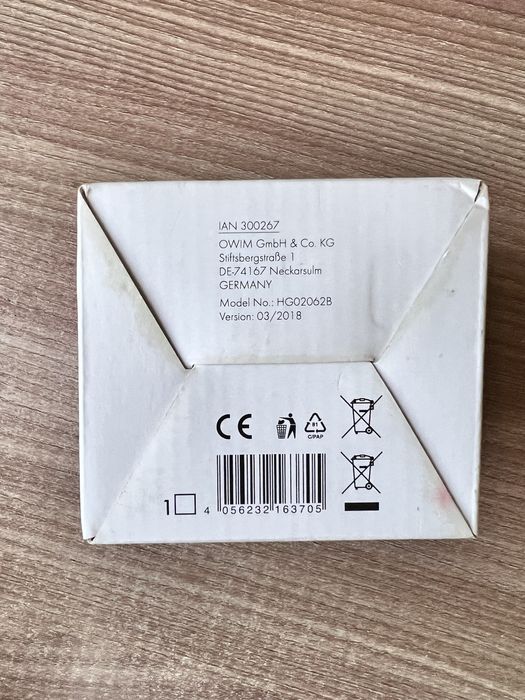 IAN 300267
OWIM GmbH & Co. KG
Stiftsbergstraße 1
DE-74167 Neckarsulm
GERMANY
Model No.: HG02062B
Version: 03/2018
CE
81
C/PAP
1
4 056232 163705